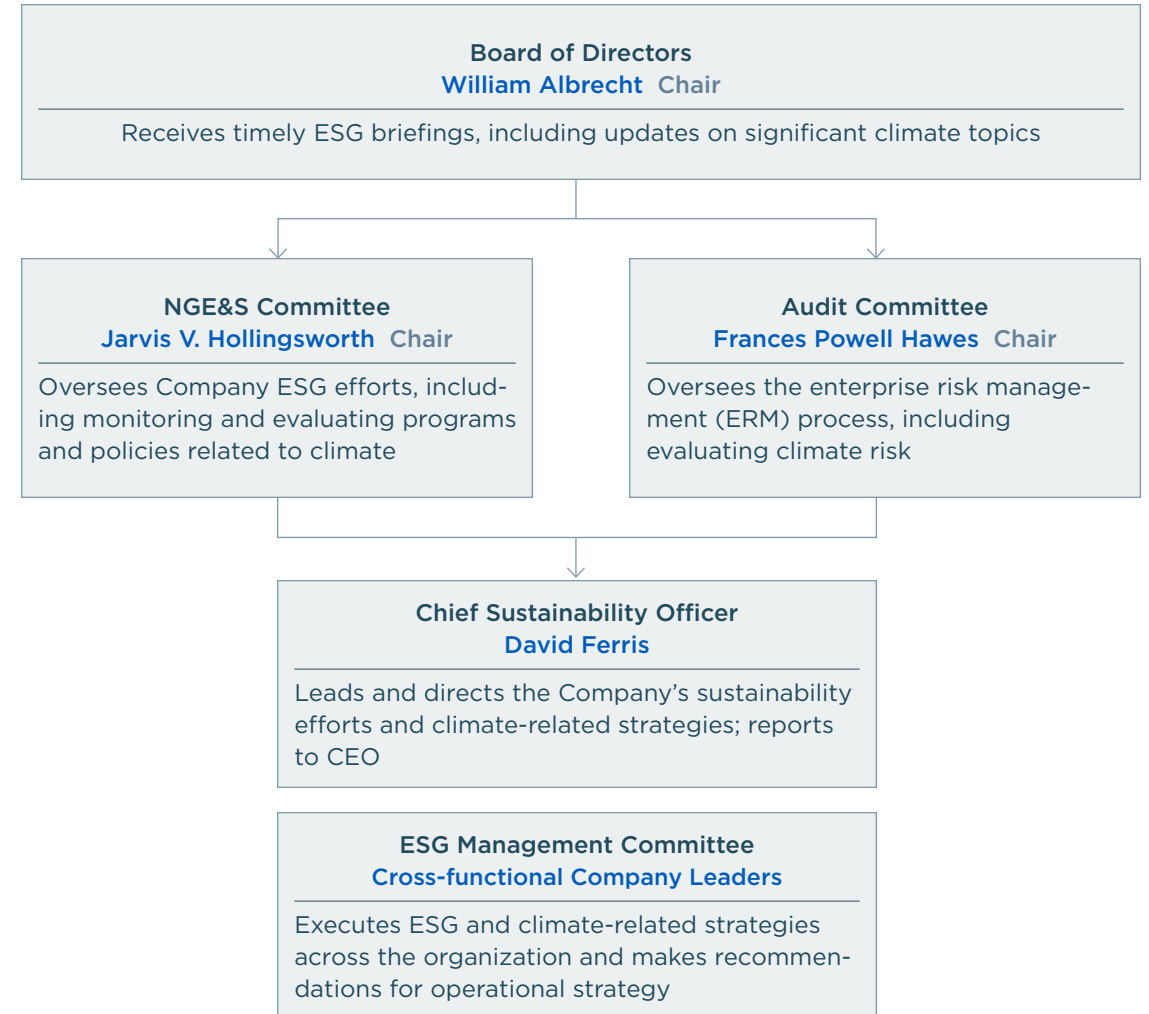 Board of Directors
William Albrecht Chair
Receives timely ESG briefings, including updates on significant climate topics
NGE&S Committee
Jarvis V. Hollingsworth Chair
Oversees Company ESG efforts, includ-
ing monitoring and evaluating programs
and policies related to climate
Audit Committee
Frances Powell Hawes Chair
Oversees the enterprise risk manage-
ment (ERM) process, including
evaluating climate risk
Chief Sustainability Officer
David Ferris
Leads and directs the Company’s sustainability
efforts and climate-related strategies; reports
to CEO
ESG Management Committee
Cross-functional Company Leaders
Executes ESG and climate-related strategies
across the organization and makes recommen-
dations for operational strategy